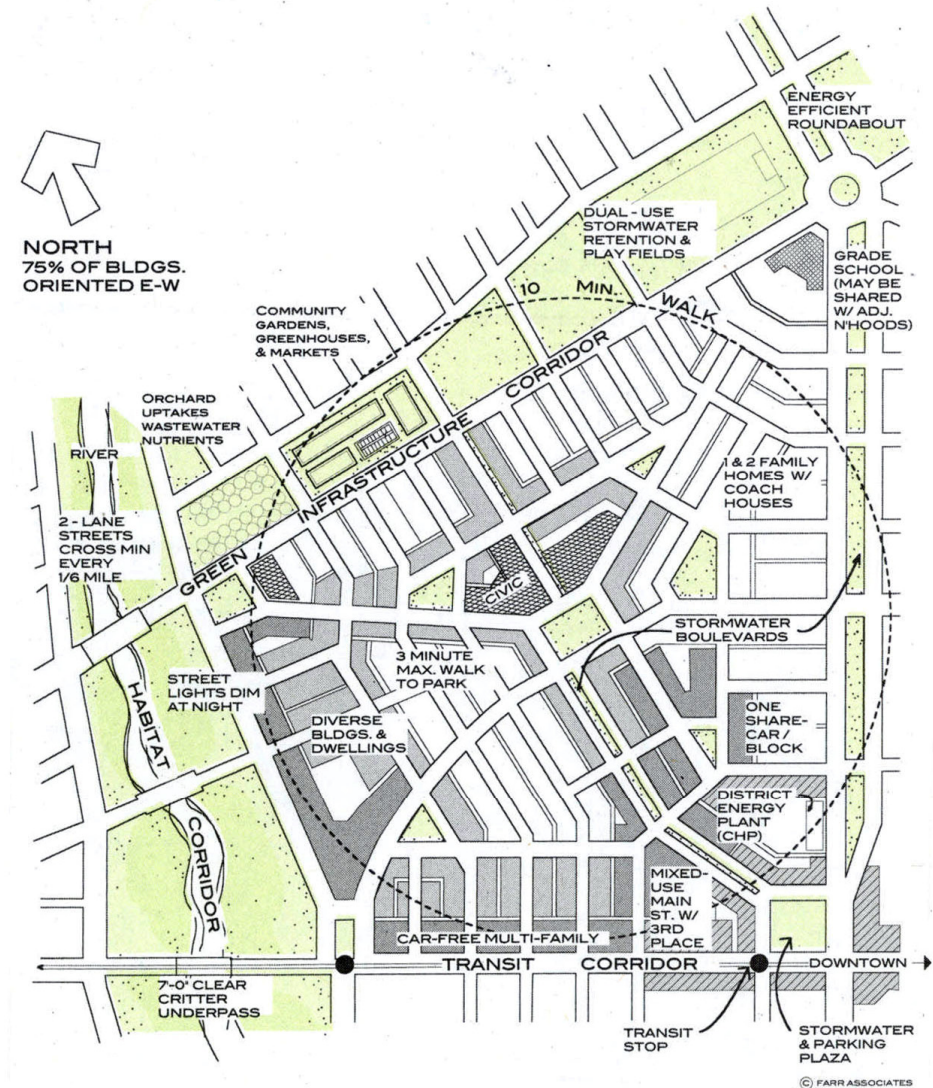 ENERGY
EFFICIENT
ROUNDABOUT
NORTH
75% OF BLDGS.
ORIENTED E-W
DUAL - USE
STORMWATER
RETENTION &
PLAY FIELDS
GRADE
SCHOOL
(MAY BE
SHARED
W/ ADJ.
N'HOODS)
10 MIN. WALK
COMMUNITY
GARDENS,
GREENHOUSES,
& MARKETS
ORCHARD
UPTAKES
WASTEWATER
NUTRIENTS
RIVER
2 - LANE
STREETS
CROSS MIN
EVERY
1/6 MILE
GREEN INFRASTRUCTURE CORRIDOR
1 & 2 FAMILY
HOMES W/
COACH
HOUSES
CIVIC
STORMWATER
BOULEVARDS
3 MINUTE
MAX. WALK
TO PARK
STREET
LIGHTS DIM
AT NIGHT
HABITAT CORRIDOR
DIVERSE
BLDGS. &
DWELLINGS
ONE
SHARE-
CAR /
BLOCK
DISTRICT
ENERGY
PLANT
(CHP)
MIXED-
USE
MAIN
ST. W/
3RD
PLACE
CAR-FREE MULTI-FAMILY
TRANSIT CORRIDOR
DOWNTOWN
7'-0" CLEAR
CRITTER
UNDERPASS
TRANSIT
STOP
STORMWATER
& PARKING
PLAZA
© FARR ASSOCIATES